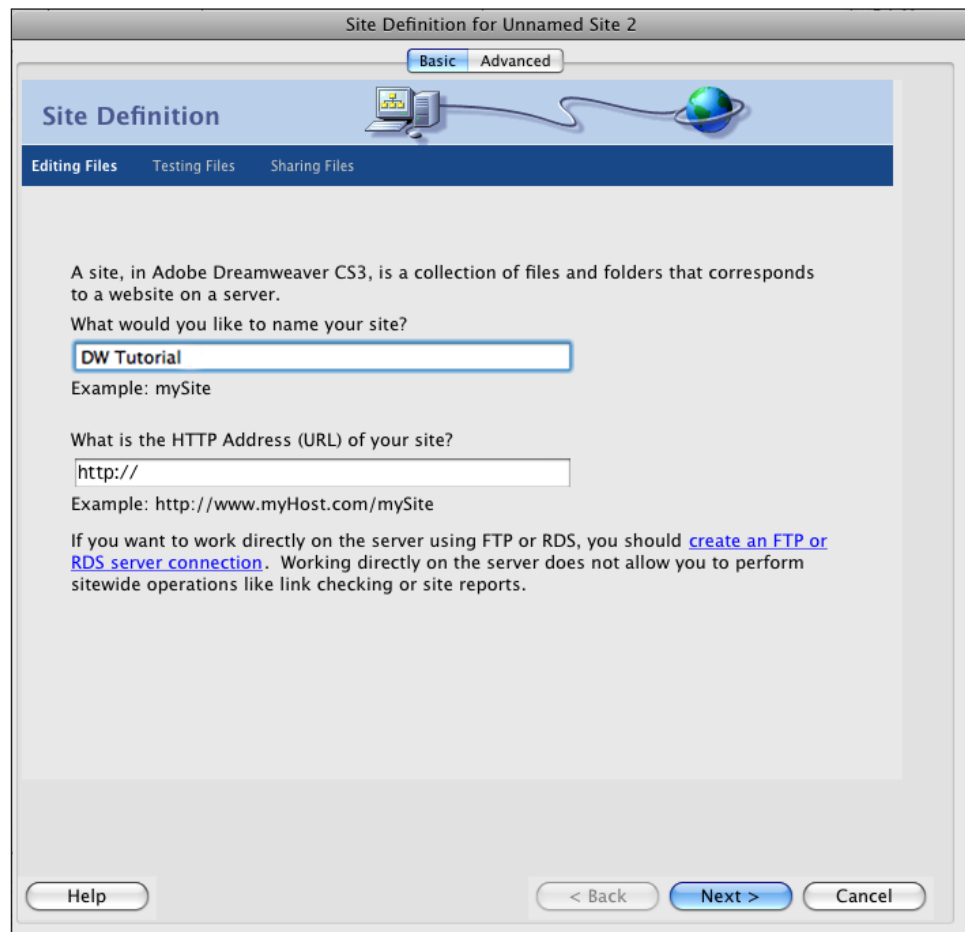 Site Definition for Unnamed Site 2
Basic Advanced
Site Definition
Editing Files Testing Files Sharing Files
A site, in Adobe Dreamweaver CS3, is a collection of files and folders that corresponds
to a website on a server.
What would you like to name your site?
DW Tutorial
Example: mySite
What is the HTTP Address (URL) of your site?
http://
Example: http://www.myHost.com/mySite
If you want to work directly on the server using FTP or RDS, you should create an FTP or
RDS server connection. Working directly on the server does not allow you to perform
sitewide operations like link checking or site reports.
Help < Back Next > Cancel